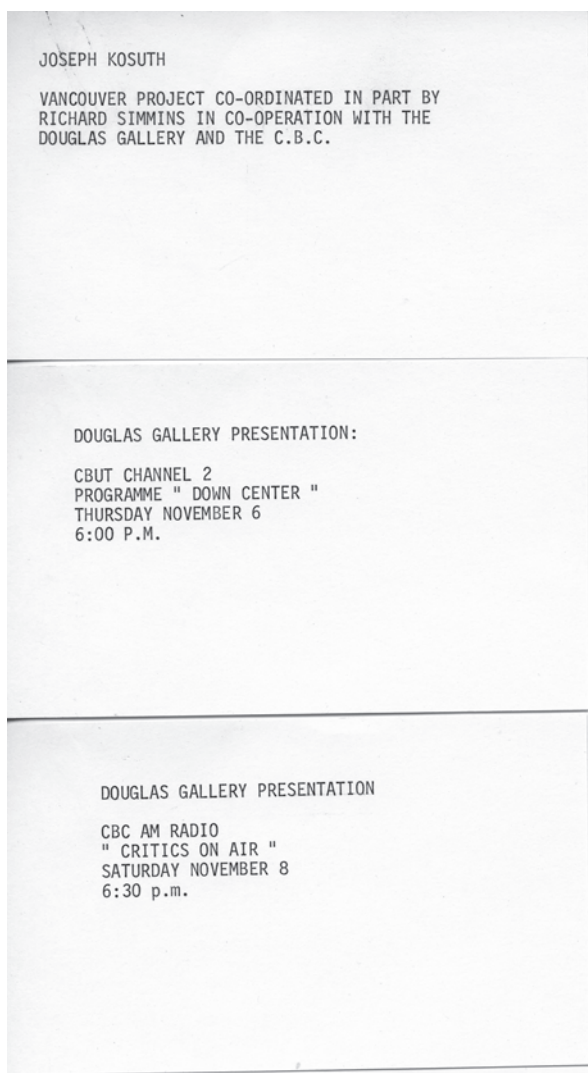 JOSEPH KOSUTH
VANCOUVER PROJECT CO-ORDINATED IN PART BY
RICHARD SIMMINS IN CO-OPERATION WITH THE
DOUGLAS GALLERY AND THE C.B.C.
DOUGLAS GALLERY PRESENTATION:
CBUT CHANNEL 2
PROGRAMME " DOWN CENTER "
THURSDAY NOVEMBER 6
6:00 P.M.
DOUGLAS GALLERY PRESENTATION
CBC AM RADIO
" CRITICS ON AIR "
SATURDAY NOVEMBER 8
6:30 p.m.